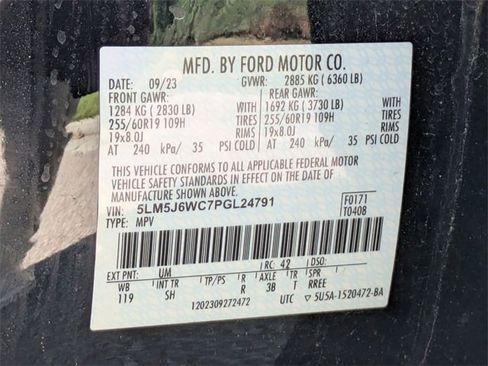 MFD. BY FORD MOTOR CO.
DATE: 09/23 GVWR: 2885 KG (6360 LB)
FRONT GAWR: REAR GAWR:
1284 KG (2830 LB) WITH 1692 KG (3730 LB) WITH
255/60R19 109H TIRES 255/60R19 109H TIRES
19x8.0J RIMS 19x8.0J RIMS
AT 240 kPa/ 35 PSI COLD AT 240 kPa/ 35 PSI COLD
THIS VEHICLE CONFORMS TO ALL APPLICABLE FEDERAL MOTOR
VEHICLE SAFETY STANDARDS IN EFFECT ON THE DATE OF
MANUFACTURE SHOWN ABOVE.
VIN: 5LM5J6WC7PGL24791 F0171
TYPE: MPV T0408
EXT PNT: UM RC: 42 DSO:
WB INT TR TP/PS R AXLE TR SPR
119 SH R 3B T RREE
1202309272472 UTC 5U5A-1520472-BA